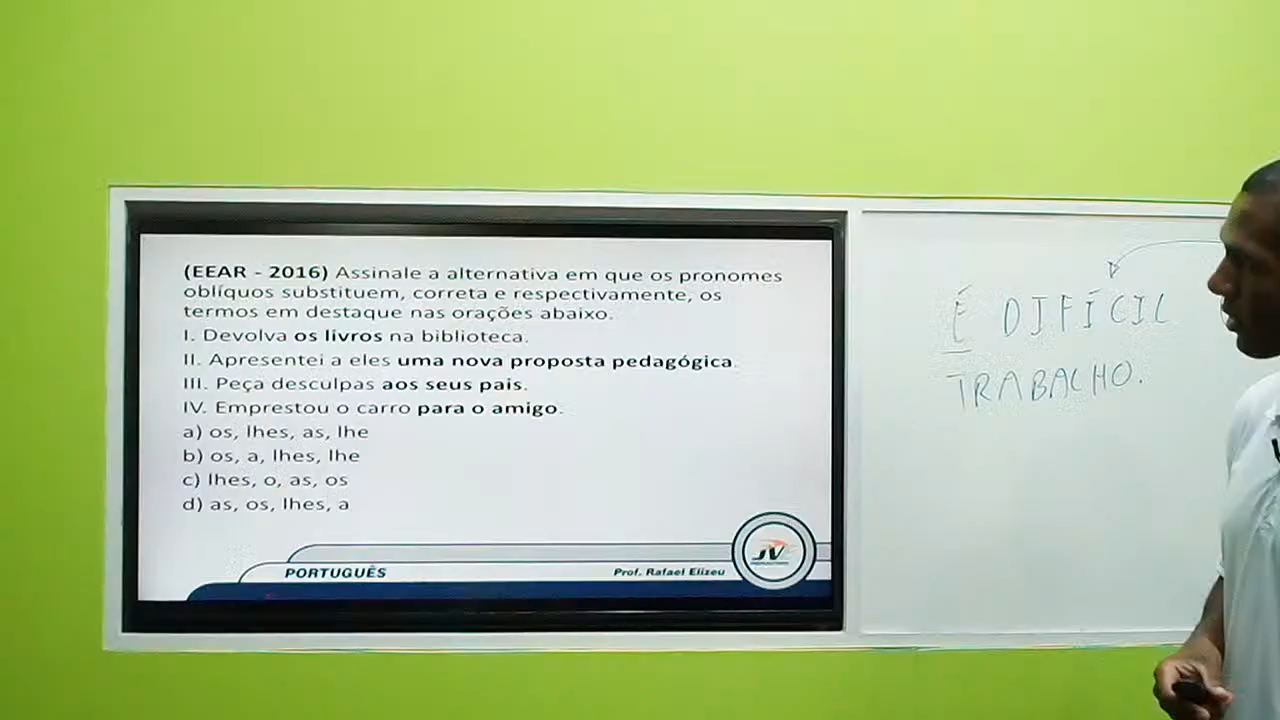 (EEAR - 2016) Assinale a alternativa em que os pronomes
oblíquos substituem, correta e respectivamente, os
termos em destaque nas orações abaixo.
I. Devolva os livros na biblioteca.
II. Apresentei a eles uma nova proposta pedagógica.
III. Peça desculpas aos seus pais.
IV. Emprestou o carro para o amigo.
a) os, lhes, as, lhe
b) os, a, lhes, lhe
c) lhes, o, as, os
d) as, os, lhes, a
PORTUGUÊS
Prof. Rafael Elizeu
JV
É DIFÍCIL
TRABALHO.